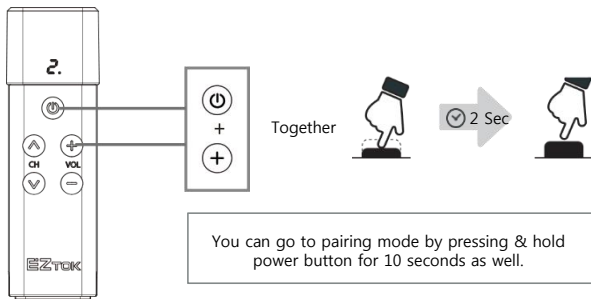 2.
CH VOL
EZTOK
+
Together
2 Sec
You can go to pairing mode by pressing & hold
power button for 10 seconds as well.